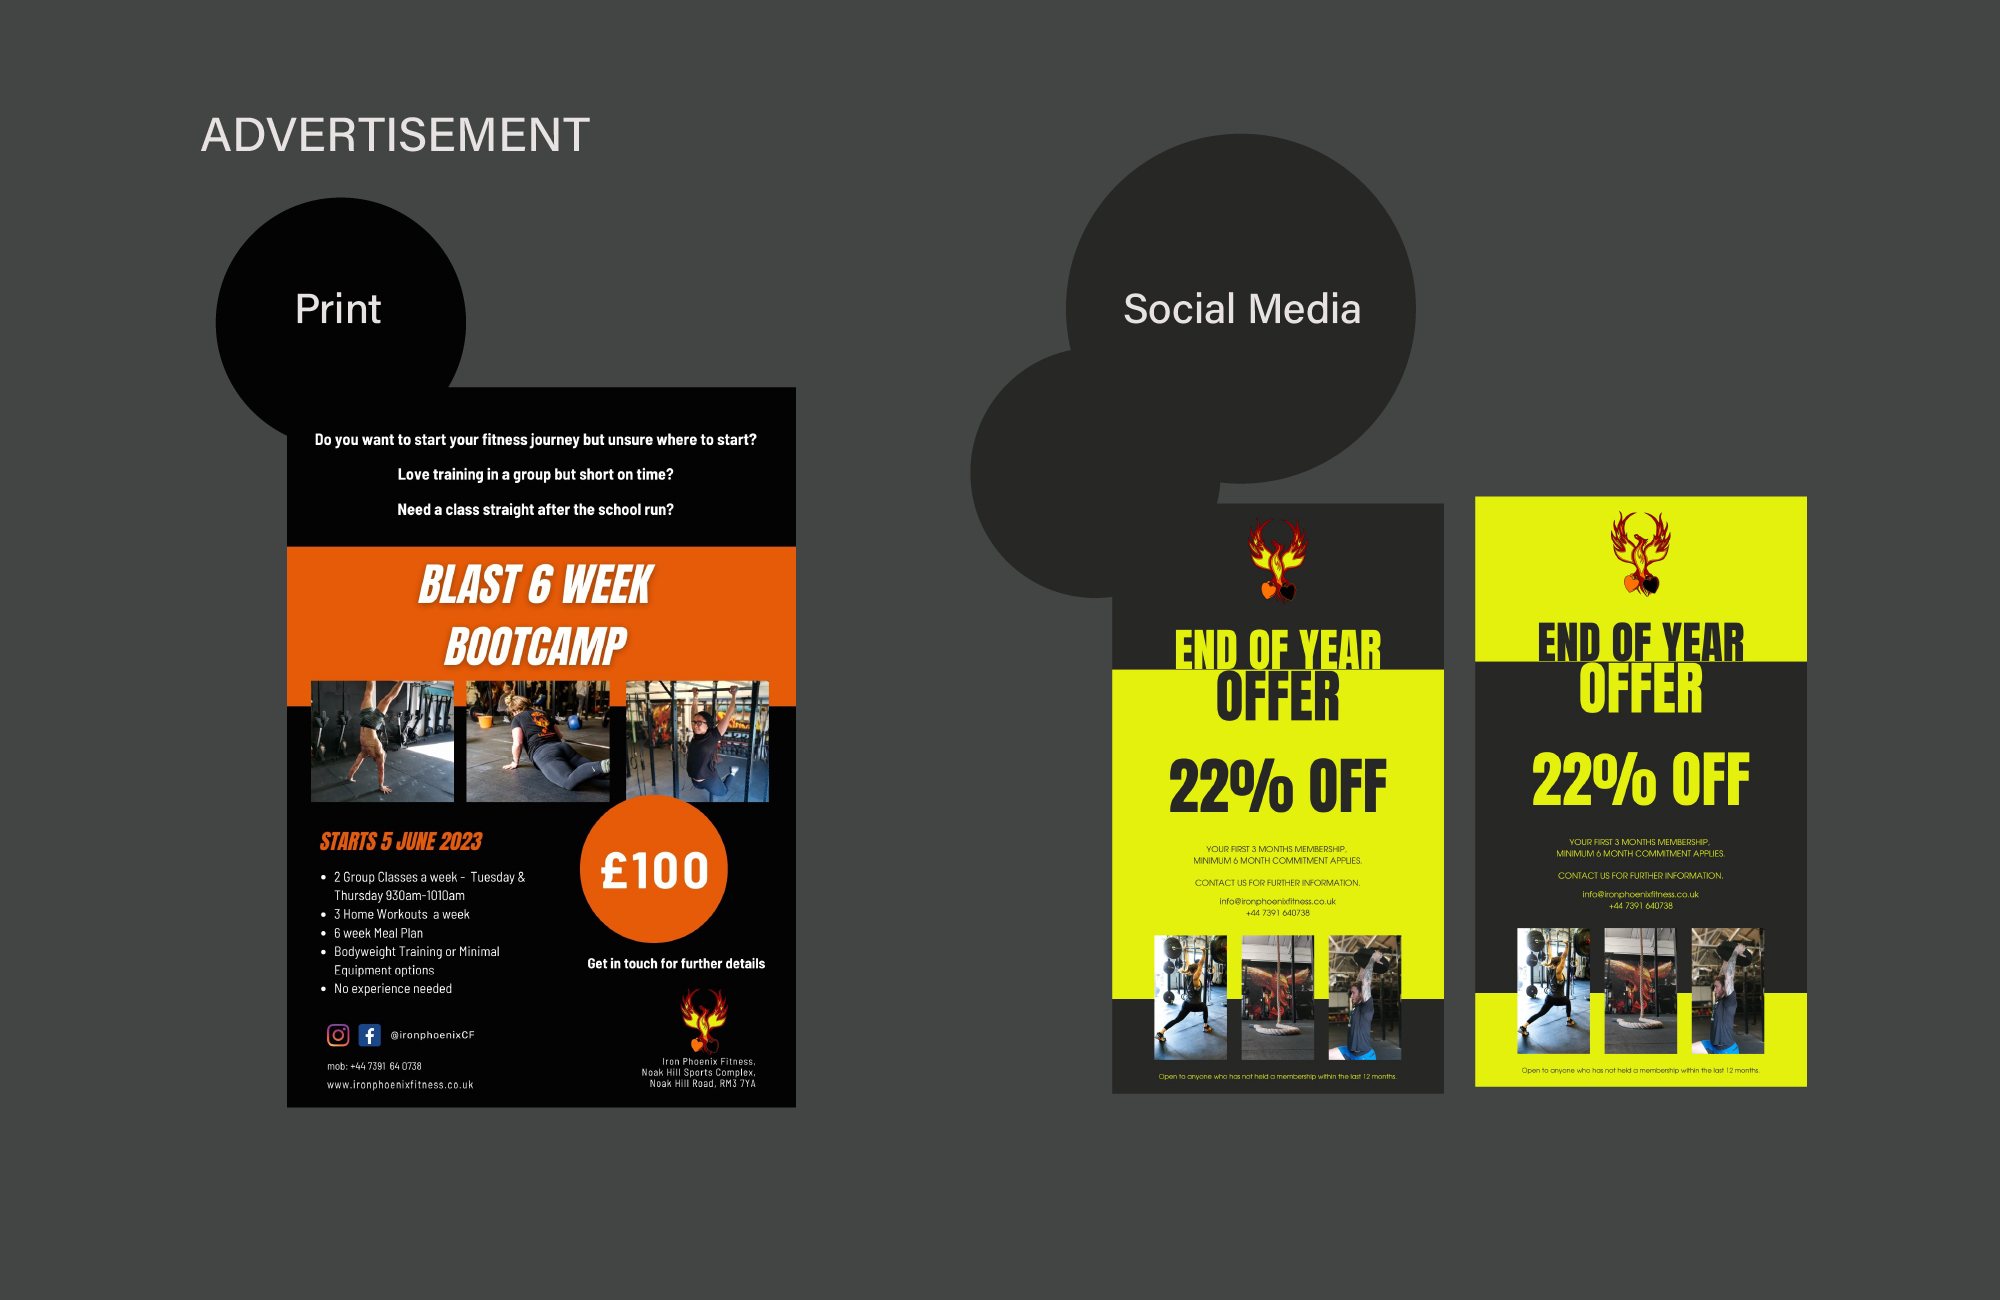 ADVERTISEMENT
Print
Do you want to start your fitness journey but unsure where to start?
Love training in a group but short on time?
Need a class straight after the school run?
BLAST 6 WEEK
BOOTCAMP
STARTS 5 JUNE 2023
• 2 Group Classes a week - Tuesday &
Thursday 930am-1010am
• 3 Home Workouts a week
• 6 week Meal Plan
• Bodyweight Training or Minimal
Equipment options
• No experience needed
£100
Get in touch for further details
@ironphoenixCF
mob: +44 7391 64 0738
www.ironphoenixfitness.co.uk
Iron Phoenix Fitness,
Noak Hill Sports Complex,
Noak Hill Road, RM3 7YA
Social Media
END OF YEAR
OFFER
22% OFF
YOUR FIRST 3 MONTHS MEMBERSHIP,
MINIMUM 6 MONTH COMMITMENT APPLIES.
CONTACT US FOR FURTHER INFORMATION.
info@ironphoenixfitness.co.uk
+44 7391 640738
Open to anyone who has not held a membership within the last 12 months.
END OF YEAR
OFFER
22% OFF
YOUR FIRST 3 MONTHS MEMBERSHIP,
MINIMUM 6 MONTH COMMITMENT APPLIES.
CONTACT US FOR FURTHER INFORMATION.
info@ironphoenixfitness.co.uk
+44 7391 640738
Open to anyone who has not held a membership within the last 12 months.